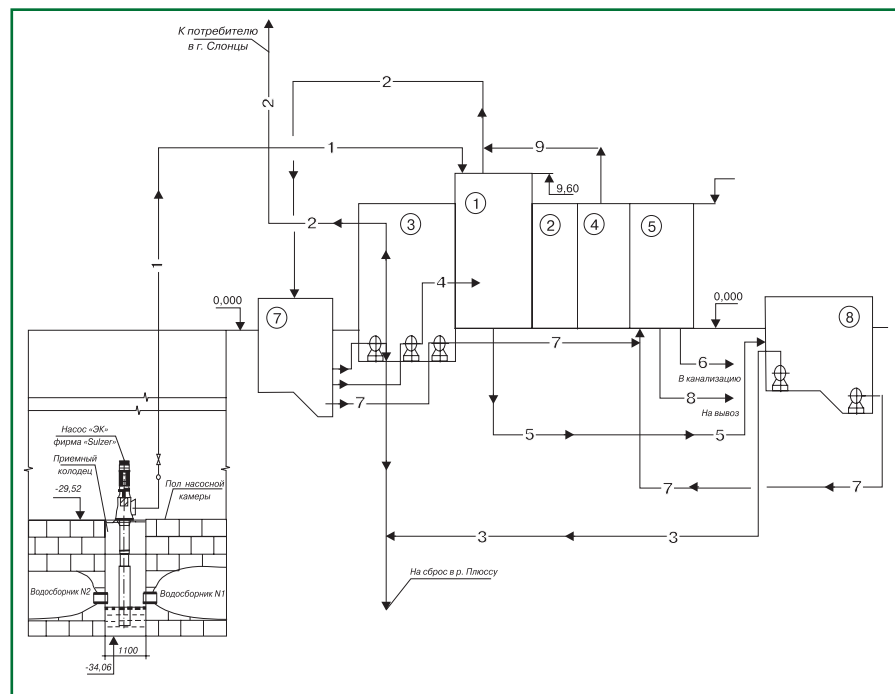 К потребителю
в г. Слонцы
2
2
1
9
9,60
1
3
2
4
5
2
4
1
0,000
7
0,000
8
7
6
В канализацию
8
На вывоз
7
5
5
7
7
3
3
Насос «ЭК»
фирма «Sulzer»
Приемный
колодец
Пол насосной
камеры
-29,52
Водосборник N2
Водосборник N1
На сброс в р. Плюссу
1100
-34,06